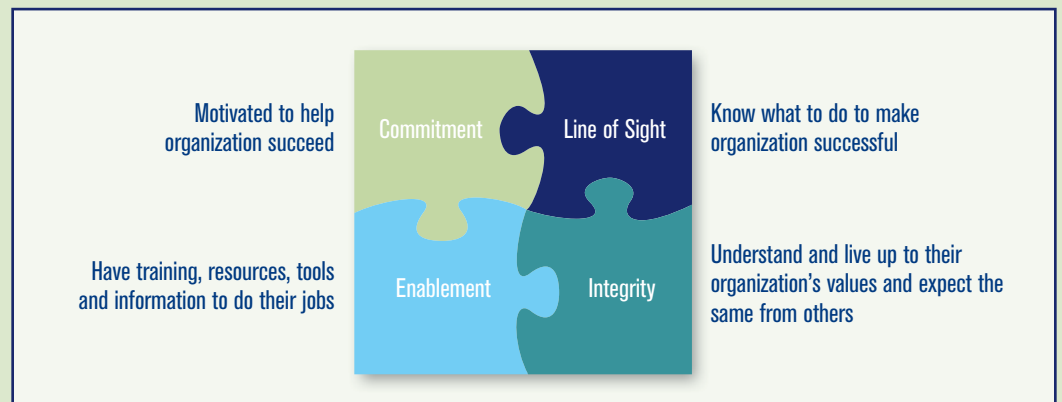 Motivated to help
organization succeed
Commitment
Line of Sight
Know what to do to make
organization successful
Have training, resources, tools
and information to do their jobs
Enablement
Integrity
Understand and live up to their
organization's values and expect the
same from others